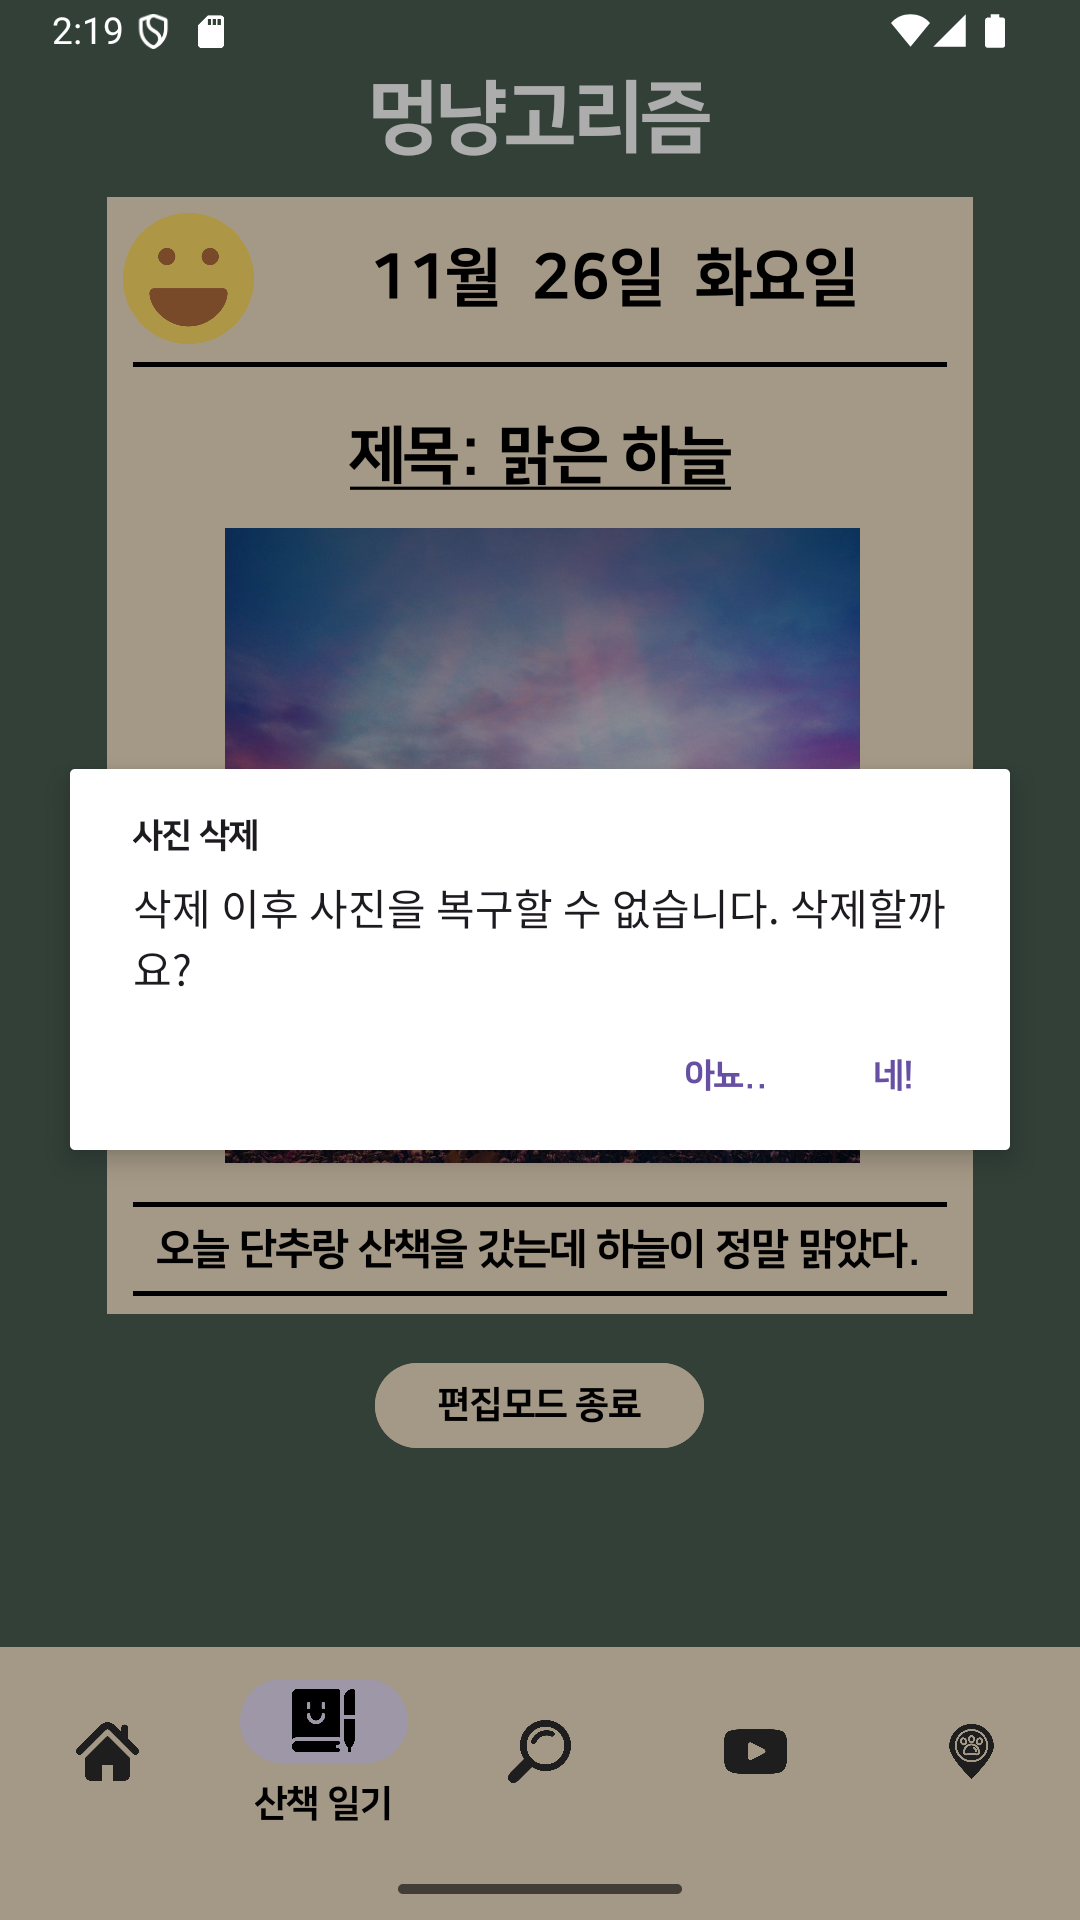 2:19
멍냥고리즘
11월 26일 화요일
제목: 맑은 하늘
사진 삭제
삭제 이후 사진을 복구할 수 없습니다. 삭제할까
요?
아뇨.. 네!
오늘 단추랑 산책을 갔는데 하늘이 정말 맑았다.
편집모드 종료
산책 일기